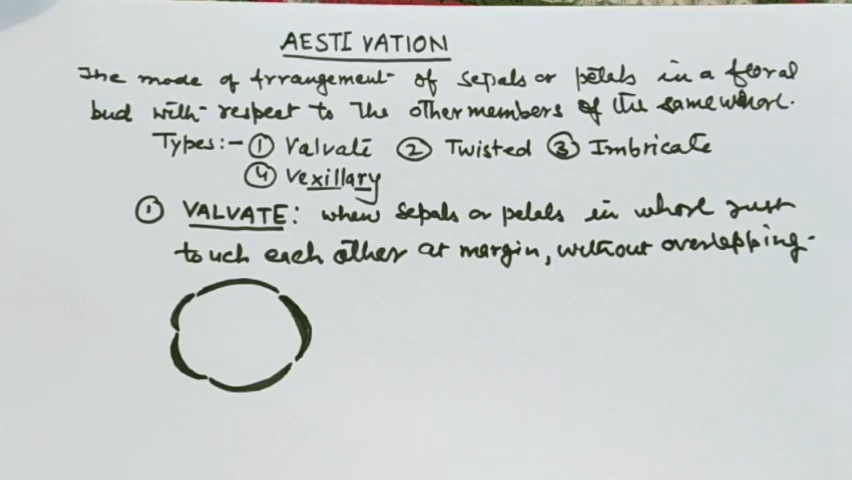 AESTIVATION
The mode of Arrangement of sepals or petals in a floral
bud with respect to the other members of the same whorl.
Types:- ① Valvate ② Twisted ③ Imbricate
④ Vexillary
① VALVATE: when sepals or petals in whorl just
touch each other at margin, without overlapping.